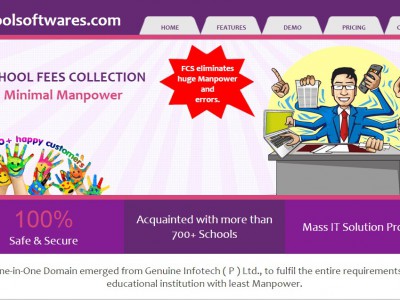 oolsoftwares.com
HOME
FEATURES
DEMO
PRICING
C
CHOOL FEES COLLECTION
Minimal Manpower
FCS eliminates
huge Manpower
and
errors.
0+ happy customers
100%
Safe & Secure
Acquainted with more than
700+ Schools
Mass IT Solution Pro
ne-in-One Domain emerged from Genuine Infotech ( P ) Ltd., to fulfil the entire requirements
educational institution with least Manpower.